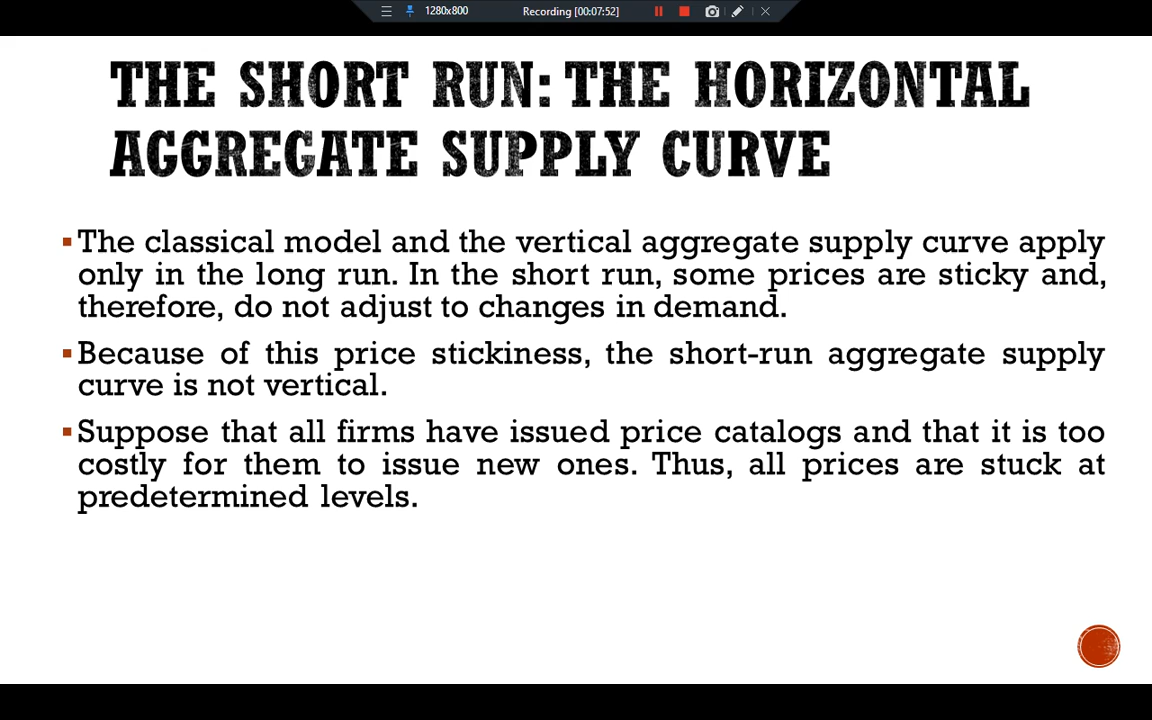 1280x800 Recording [00:07:52]
THE SHORT RUN: THE HORIZONTAL
AGGREGATE SUPPLY CURVE
▪The classical model and the vertical aggregate supply curve apply
only in the long run. In the short run, some prices are sticky and,
therefore, do not adjust to changes in demand.
▪Because of this price stickiness, the short-run aggregate supply
curve is not vertical.
▪Suppose that all firms have issued price catalogs and that it is too
costly for them to issue new ones. Thus, all prices are stuck at
predetermined levels.